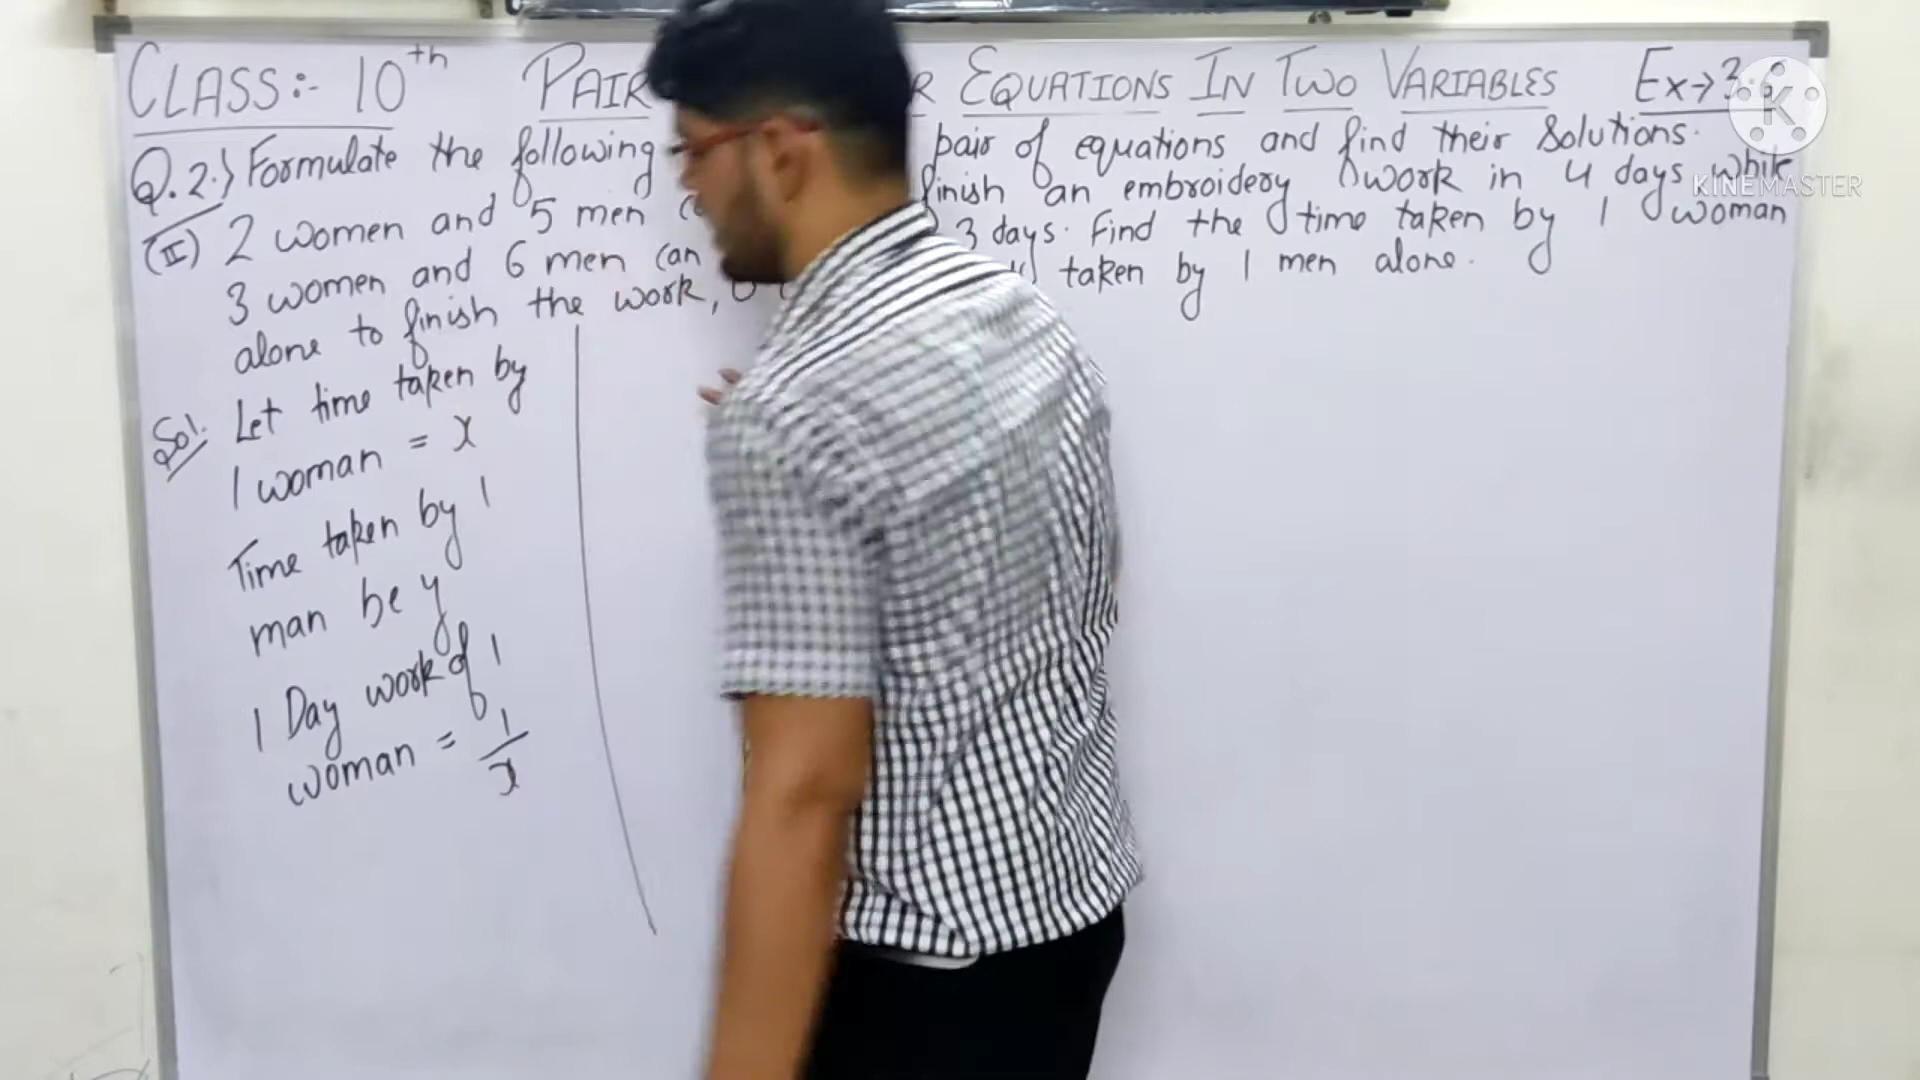 CLASS:- 10th PAIR R EQUATIONS IN TWO VARIABLES Ex→3.6
Q.2.) Formulate the following pair of equations and find their Solutions.
(II) 2 women and 5 men finish an embroidery work in 4 days while
3 women and 6 men can 3 days. Find the time taken by 1 woman
alone to finish the work, taken by 1 men alone.
Sol. Let time taken by
1 woman = x
Time taken by 1
man be y
1 Day work of 1
woman = 1/x
K
KINEMASTER